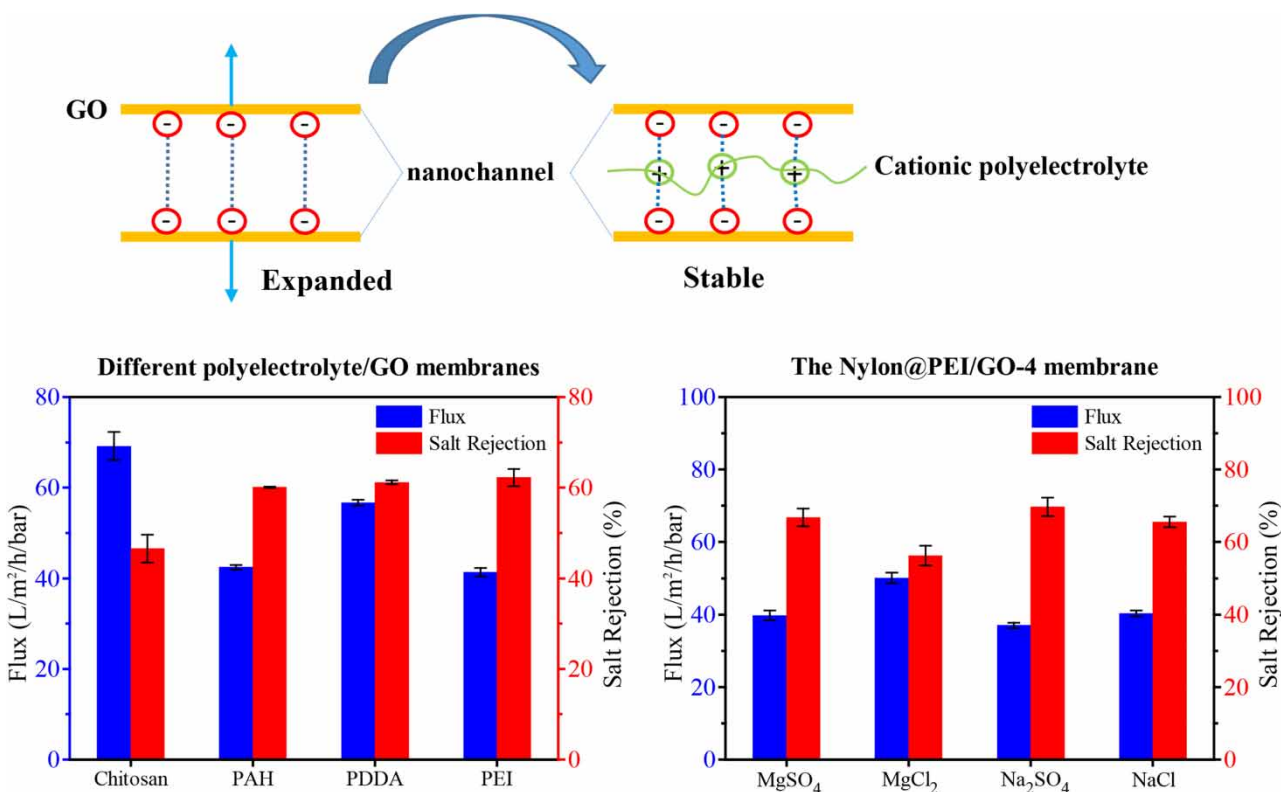 GO
- - -
- - -
nanochannel
Expanded
- - -
+ + +
- - -
Cationic polyelectrolyte
Stable
Different polyelectrolyte/GO membranes
Flux
Salt Rejection
Flux (L/m²/h/bar)
80
60
40
20
0
Salt Rejection (%)
80
60
40
20
0
Chitosan PAH PDDA PEI
The Nylon@PEI/GO-4 membrane
Flux
Salt Rejection
Flux (L/m²/h/bar)
100
80
60
40
20
0
Salt Rejection (%)
100
80
60
40
20
0
MgSO₄ MgCl₂ Na₂SO₄ NaCl